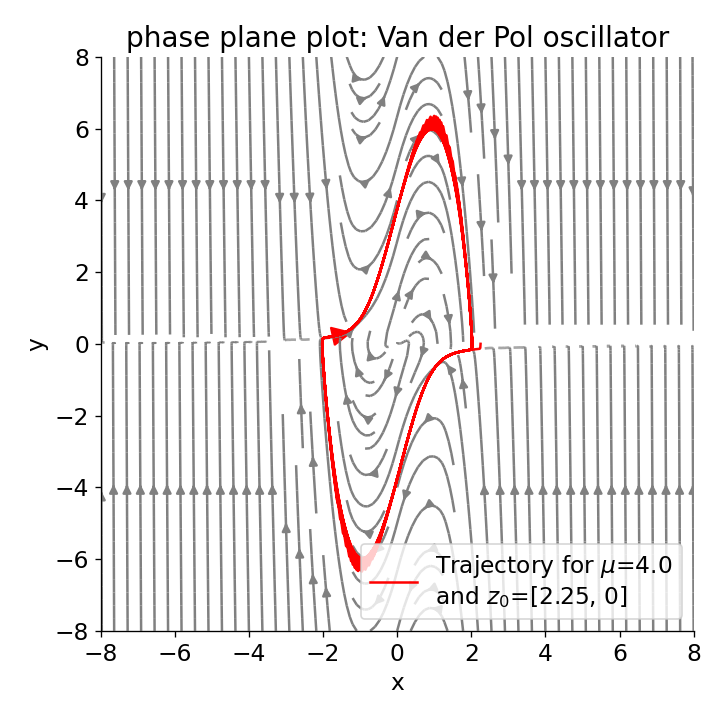 phase plane plot: Van der Pol oscillator
8
6
4
2
0
−2
−4
−6
−8
y
−8 −6 −4 −2 0 2 4 6 8
x
Trajectory for μ=4.0
and z₀=[2.25, 0]